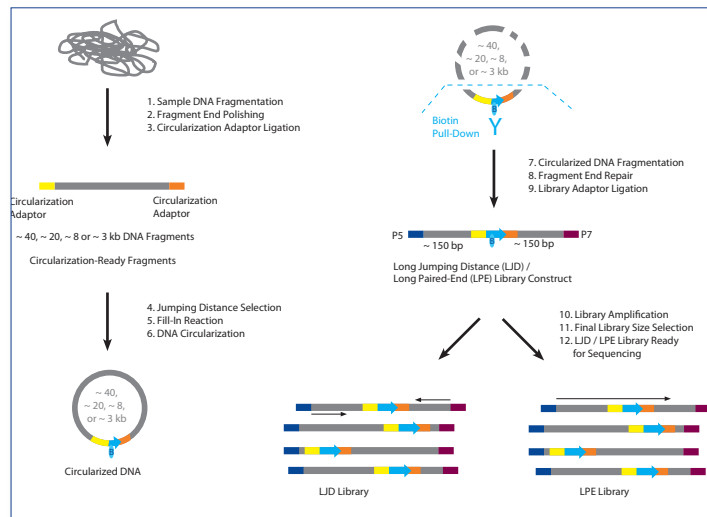 1. Sample DNA Fragmentation
2. Fragment End Polishing
3. Circularization Adaptor Ligation
Circularization
Adaptor
Circularization
Adaptor
~ 40, ~ 20, ~ 8 or ~ 3 kb DNA Fragments
Circularization-Ready Fragments
4. Jumping Distance Selection
5. Fill-In Reaction
6. DNA Circularization
~ 40,
~ 20, ~ 8,
or ~ 3 kb
B
Circularized DNA
~ 40,
~ 20, ~ 8,
or ~ 3 kb
B
Biotin
Pull-Down
Y
7. Circularized DNA Fragmentation
8. Fragment End Repair
9. Library Adaptor Ligation
P5
B
P7
~ 150 bp
~ 150 bp
Long Jumping Distance (LJD) /
Long Paired-End (LPE) Library Construct
10. Library Amplification
11. Final Library Size Selection
12. LJD / LPE Library Ready
for Sequencing
LJD Library
LPE Library